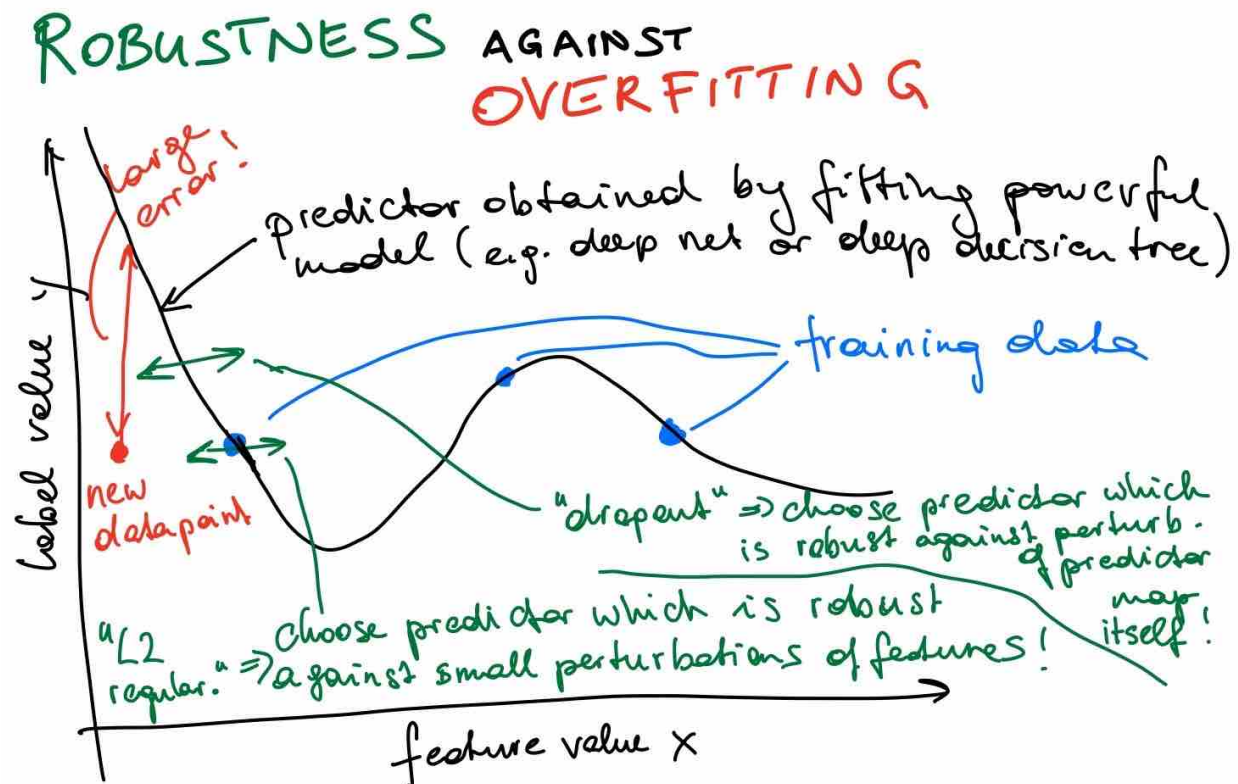 ROBUSTNESS AGAINST
OVERFITTING
large
error!
predictor obtained by fitting powerful
model (e.g. deep net or deep decision tree)
label value y
training data
new
datapoint
"dropout" => choose predictor which
is robust against perturb.
of predictor
map
itself!
"L2
regular." =>
choose predictor which is robust
against small perturbations of features!
feature value x